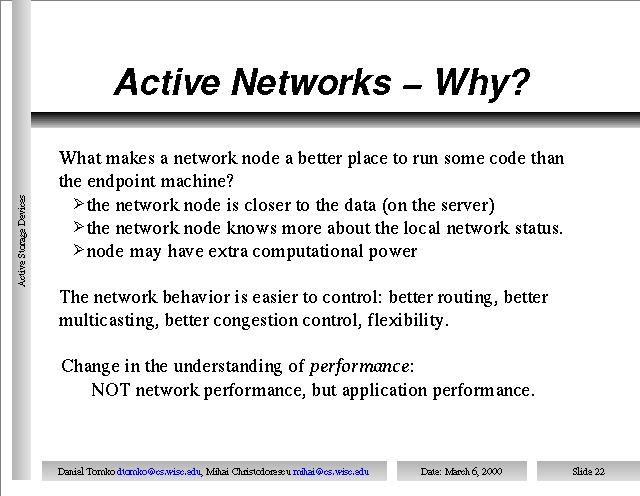 Active Networks – Why?
What makes a network node a better place to run some code than
the endpoint machine?
➢the network node is closer to the data (on the server)
➢the network node knows more about the local network status.
➢node may have extra computational power
The network behavior is easier to control: better routing, better
multicasting, better congestion control, flexibility.
Change in the understanding of performance:
NOT network performance, but application performance.
Active Storage Devices
Daniel Tomko dtomko@cs.wisc.edu, Mihai Christodorescu mihai@cs.wisc.edu
Date: March 6, 2000
Slide 22